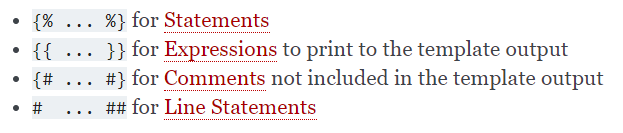 • {% ... %} for Statements
• {{ ... }} for Expressions to print to the template output
• {# ... #} for Comments not included in the template output
• #  ... ## for Line Statements